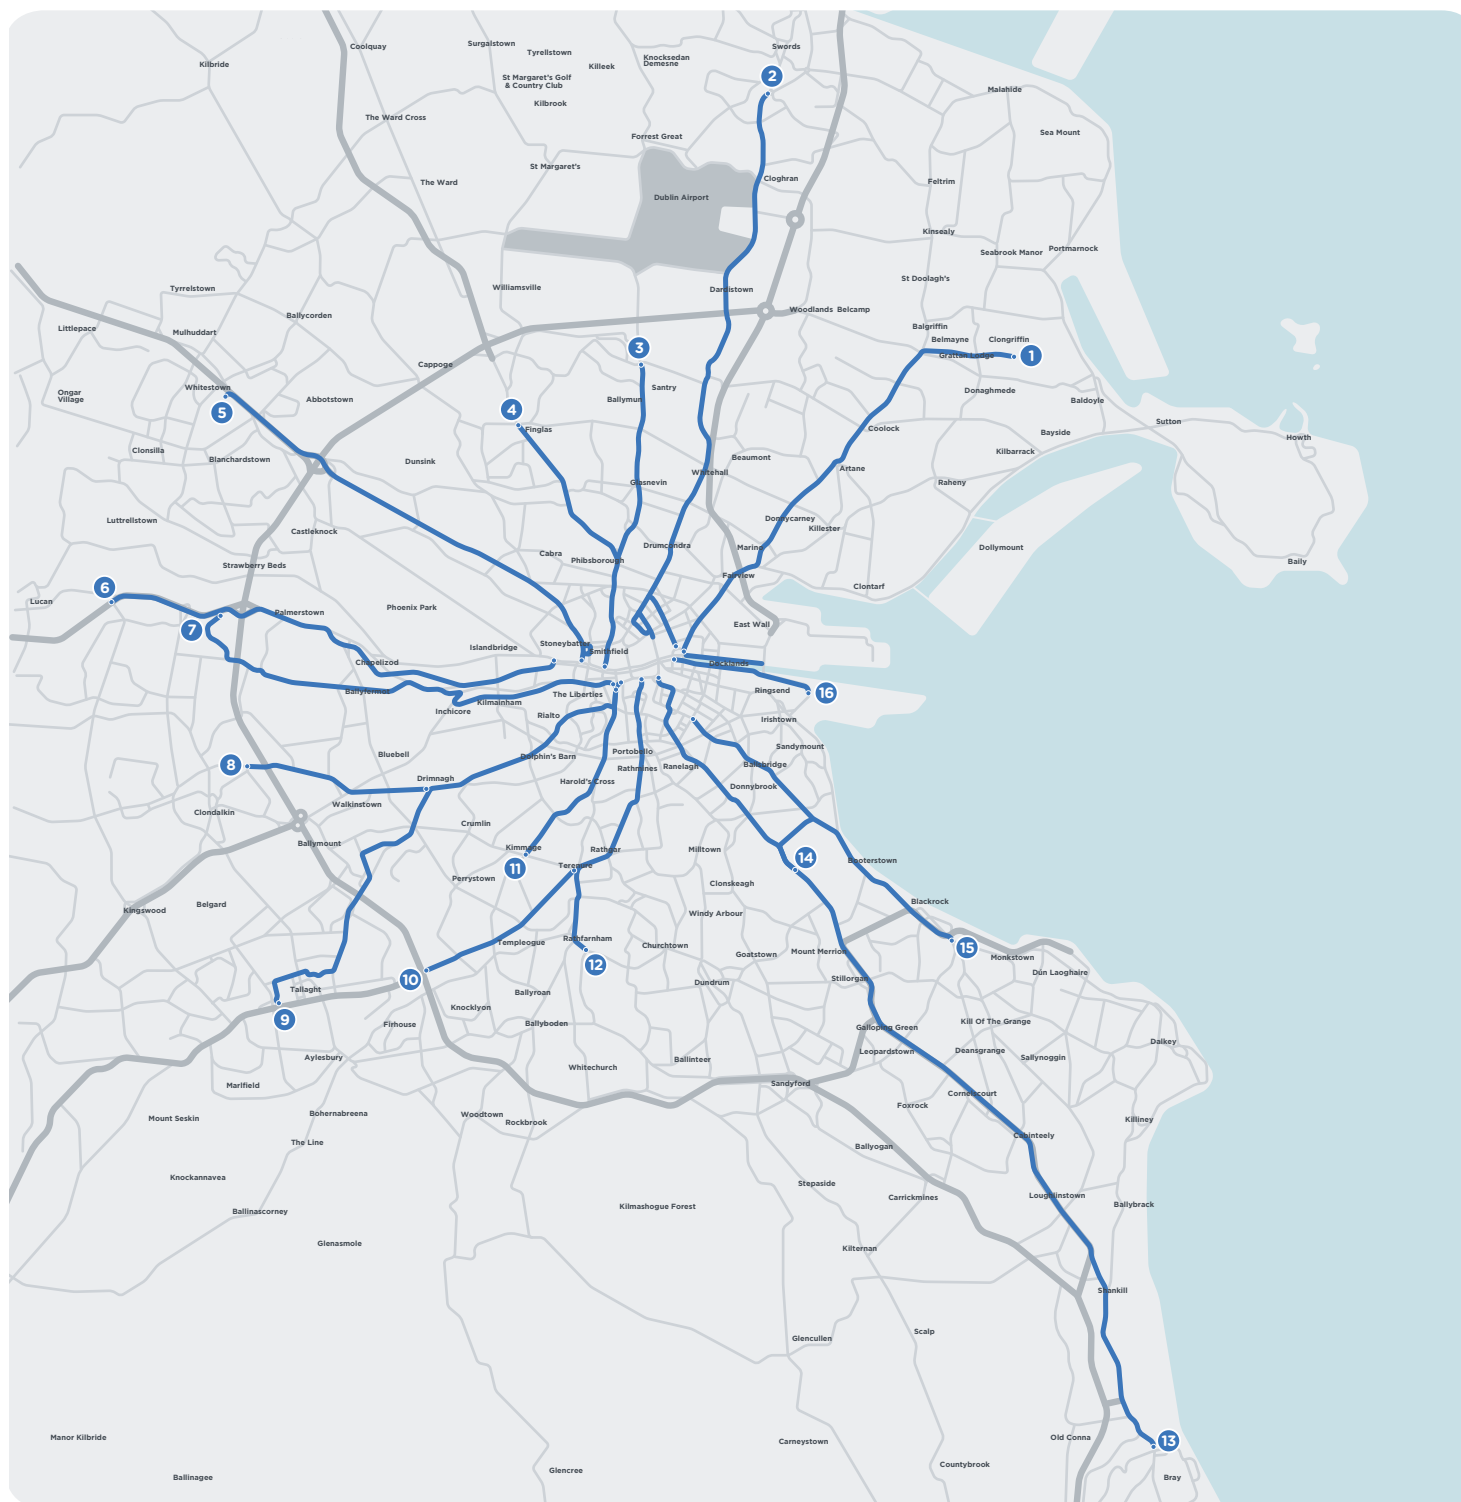 Coolquay
Surgalstown
Tyrellstown
Kilbride
Killeek
Knocksedan
Demesne
Swords
2
St Margaret's Golf
& Country Club
Kilbrook
Malahide
The Ward Cross
Forrest Great
Sea Mount
St Margaret's
The Ward
Cloghran
Feltrim
Dublin Airport
Kinsealy
Seabrook Manor
Portmarnock
St Doolagh's
Tyrrelstown
Williamsville
Dardistown
Woodlands
Belcamp
Ballycorden
Littlepace
Mulhuddart
Balgriffin
Belmayne
Clongriffin
3
Grattan Lodge
1
Cappoge
Whitestown
Santry
Donaghmede
Ongar
Village
Abbotstown
Ballymun
Baldoyle
5
4
Finglas
Coolock
Sutton
Bayside
Howth
Clonsilla
Blanchardstown
Dunsink
Beaumont
Kilbarrack
Whitehall
Artane
Glasnevin
Raheny
Luttrellstown
Donnycarney
Castleknock
Killester
Cabra
Phibsborough
Drumcondra
Marino
Dollymount
Baily
Strawberry Beds
Fairview
Clontarf
6
Lucan
Palmerstown
Phoenix Park
7
East Wall
Islandbridge
Stoneybatter
Smithfield
Chapelizod
Docklands
Ballyfermot
The Liberties
Ringsend
16
Kilmainham
Inchicore
Rialto
Irishtown
Bluebell
Dolphin's Barn
Portobello
Sandymount
8
Rathmines
Ranelagh
Ballsbridge
Drimnagh
Harold's Cross
Donnybrook
Clondalkin
Walkinstown
Crumlin
Ballymount
Kimmage
Rathgar
Milltown
14
11
Terenure
Booterstown
Perrystown
Clonskeagh
Kingswood
Belgard
Windy Arbour
Blackrock
Templeogue
Rathfarnham
Churchtown
Goatstown
Mount Merrion
15
Monkstown
12
10
Stillorgan
Dún Laoghaire
Tallaght
Ballyroan
Dundrum
9
Firhouse
Knocklyon
Ballyboden
Galloping Green
Kill Of The Grange
Dalkey
Aylesbury
Whitechurch
Ballinteer
Leopardstown
Deansgrange
Sallynoggin
Marifield
Sandyford
Cornelscourt
Mount Seskin
Bohernabreena
Woodtown
Rockbrook
Foxrock
Killiney
The Line
Ballyogan
Cabinteely
Knockannavea
Stepaside
Carrickmines
Loughlinstown
Ballybrack
Ballinascorney
Kilmashogue Forest
Glenasmole
Kilternan
Shankill
Glencullen
Scalp
Manor Kilbride
Carneystown
Old Conna
13
Ballinagee
Glencree
Countybrook
Bray